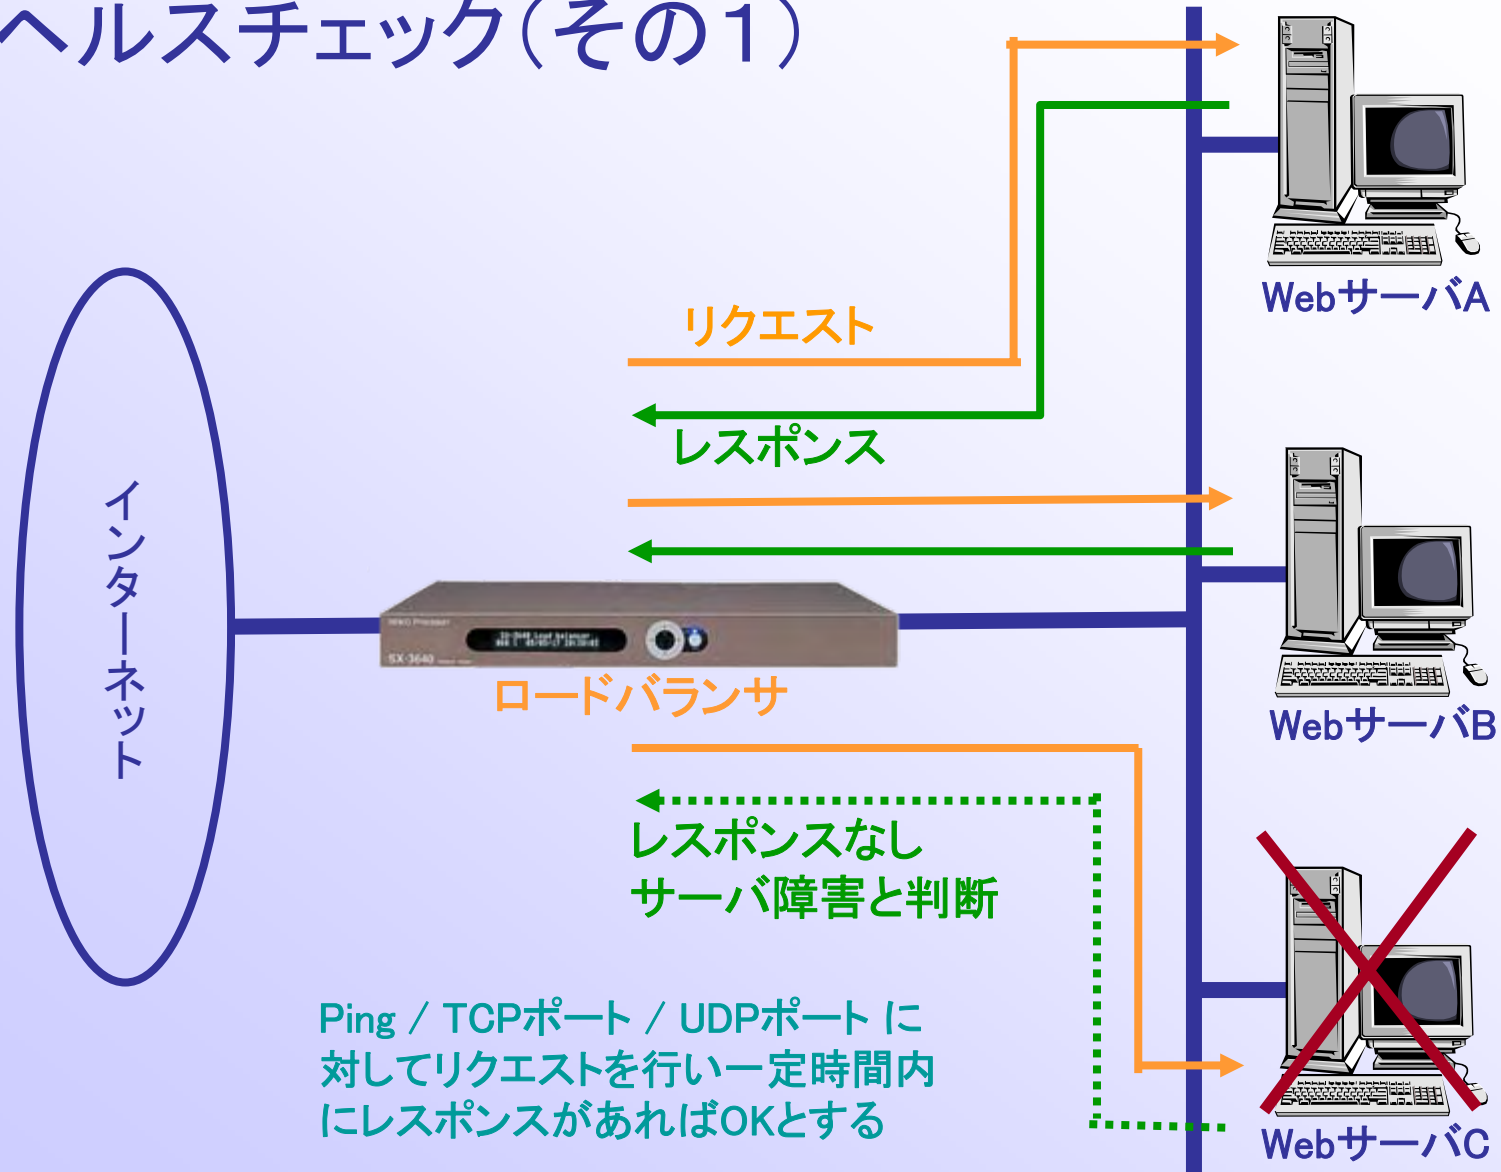 ヘルスチェック（その１）
WebサーバA
リクエスト
レスポンス
インターネット
SX-3640
ロードバランサ
WebサーバB
レスポンスなし
サーバ障害と判断
Ping / TCPポート / UDPポート に
対してリクエストを行い一定時間内
にレスポンスがあればOKとする
WebサーバC